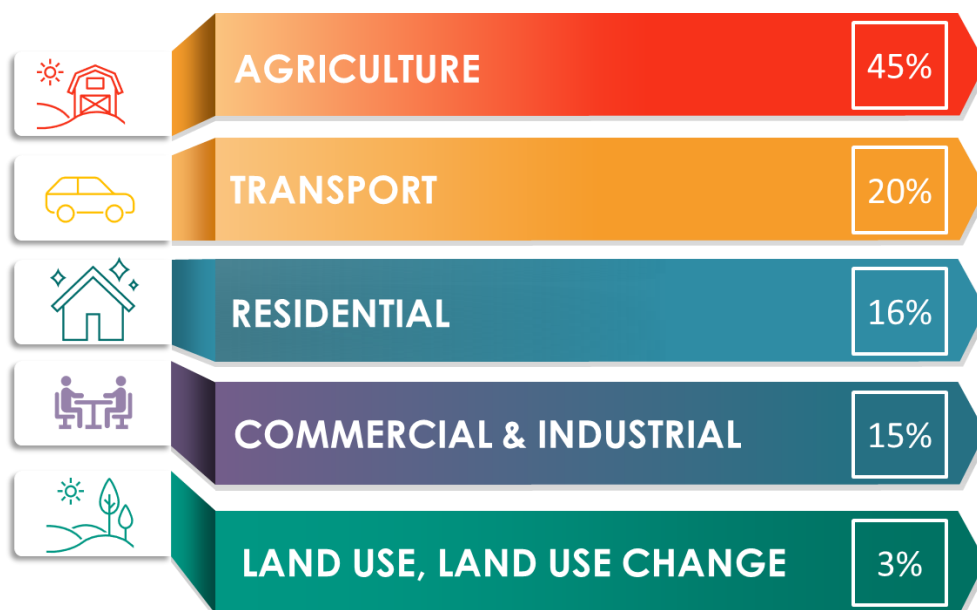 AGRICULTURE 45%
TRANSPORT 20%
RESIDENTIAL 16%
COMMERCIAL & INDUSTRIAL 15%
LAND USE, LAND USE CHANGE 3%